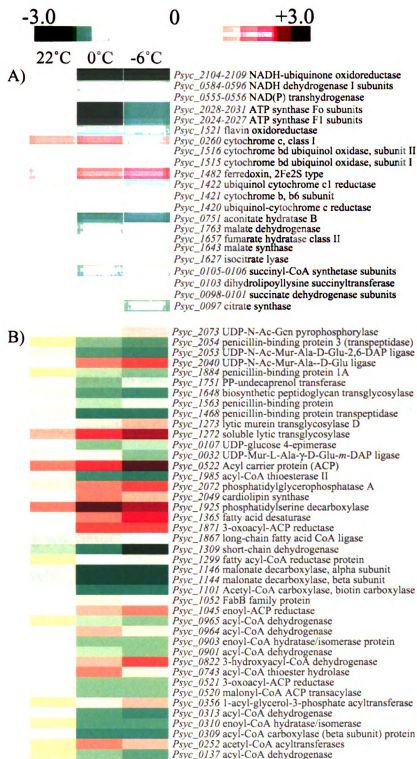 -3.0 0 +3.0
22˚C 0˚C -6˚C
A)
Psyc_2104-2109 NADH-ubiquinone oxidoreductase
Psyc_0584-0596 NADH dehydrogenase I subunits
Psyc_0555-0556 NAD(P) transhydrogenase
Psyc_2028-2031 ATP synthase Fo subunits
Psyc_2024-2027 ATP synthase F1 subunits
Psyc_1521 flavin oxidoreductase
Psyc_0260 cytochrome c, class I
Psyc_1516 cytochrome bd ubiquinol oxidase, subunit II
Psyc_1515 cytochrome bd ubiquinol oxidase, subunit I
Psyc_1482 ferredoxin, 2Fe2S type
Psyc_1422 ubiquinol cytochrome c1 reductase
Psyc_1421 cytochrome b, b6 subunit
Psyc_1420 ubiquinol-cytochrome c reductase
Psyc_0751 aconitate hydratase B
Psyc_1763 malate dehydrogenase
Psyc_1657 fumarate hydratase class II
Psyc_1643 malate synthase
Psyc_1627 isocitrate lyase
Psyc_0105-0106 succinyl-CoA synthetase subunits
Psyc_0103 dihydrolipoyllysine succinyltransferase
Psyc_0098-0101 succinate dehydrogenase subunits
Psyc_0097 citrate synthase
B)
Psyc_2073 UDP-N-Ac-Gcn pyrophosphorylase
Psyc_2054 penicillin-binding protein 3 (transpeptidase)
Psyc_2053 UDP-N-Ac-Mur-Ala-D-Glu-2,6-DAP ligase
Psyc_2040 UDP-N-Ac-Mur-Ala--D-Glu ligase
Psyc_1884 penicillin-binding protein 1A
Psyc_1751 PP-undecaprenol transferase
Psyc_1648 biosynthetic peptidoglycan transglycosylase
Psyc_1563 penicillin-binding protein
Psyc_1468 penicillin-binding protein transpeptidase
Psyc_1273 lytic murein transglycosylase D
Psyc_1272 soluble lytic transglycosylase
Psyc_0107 UDP-glucose 4-epimerase
Psyc_0032 UDP-Mur-L-Ala-γ-D-Glu-m-DAP ligase
Psyc_0522 Acyl carrier protein (ACP)
Psyc_1985 acyl-CoA thioesterase II
Psyc_2072 phosphatidylglycerophosphatase A
Psyc_2049 cardiolipin synthase
Psyc_1925 phosphatidylserine decarboxylase
Psyc_1365 fatty acid desaturase
Psyc_1871 3-oxoacyl-ACP reductase
Psyc_1867 long-chain fatty acid CoA ligase
Psyc_1309 short-chain dehydrogenase
Psyc_1299 fatty acyl-CoA reductase protein
Psyc_1146 malonate decarboxylase, alpha subunit
Psyc_1144 malonate decarboxylase, beta subunit
Psyc_1101 Acetyl-CoA carboxylase, biotin carboxylase
Psyc_1052 FabB family protein
Psyc_1045 enoyl-ACP reductase
Psyc_0965 acyl-CoA dehydrogenase
Psyc_0964 acyl-CoA dehydrogenase
Psyc_0903 enoyl-CoA hydratase/isomerase protein
Psyc_0901 acyl-CoA dehydrogenase
Psyc_0822 3-hydroxyacyl-CoA dehydrogenase
Psyc_0743 acyl-CoA thioester hydrolase
Psyc_0521 3-oxoacyl-ACP reductase
Psyc_0520 malonyl-CoA ACP transacylase
Psyc_0356 1-acyl-glycerol-3-phosphate acyltransferase
Psyc_0313 acyl-CoA dehydrogenase
Psyc_0310 enoyl-CoA hydratase/isomerase
Psyc_0309 acyl-CoA carboxylase (beta subunit) protein
Psyc_0252 acetyl-CoA acyltransferases
Psyc_0137 acyl-CoA dehydrogenase